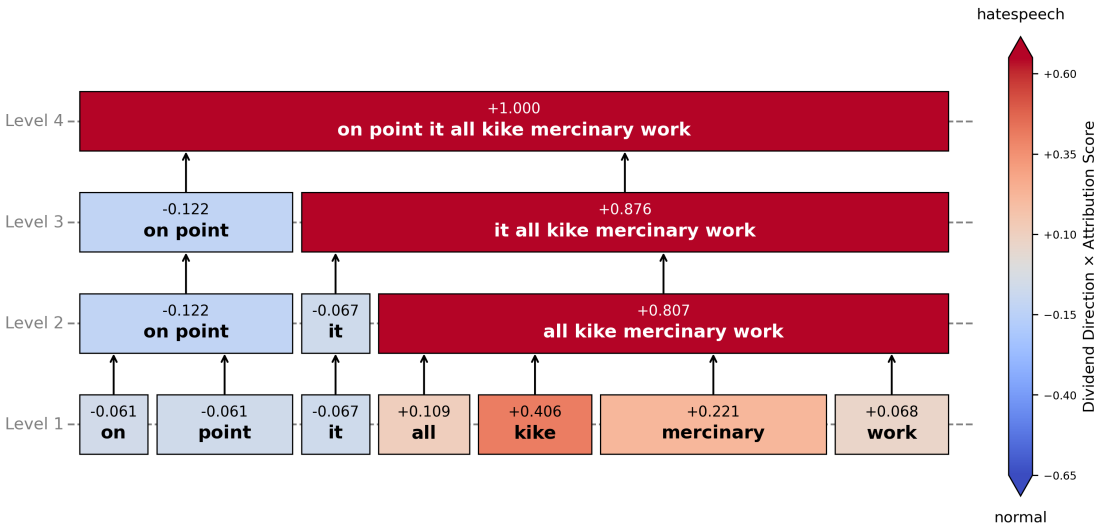 hatespeech
Level 4
+1.000
on point it all kike mercinary work
Level 3
-0.122
on point
+0.876
it all kike mercinary work
Level 2
-0.122
on point
-0.067
it
+0.807
all kike mercinary work
Level 1
-0.061
on
-0.061
point
-0.067
it
+0.109
all
+0.406
kike
+0.221
mercinary
+0.068
work
+0.60
+0.35
+0.10
−0.15
−0.40
−0.65
Dividend Direction × Attribution Score
normal